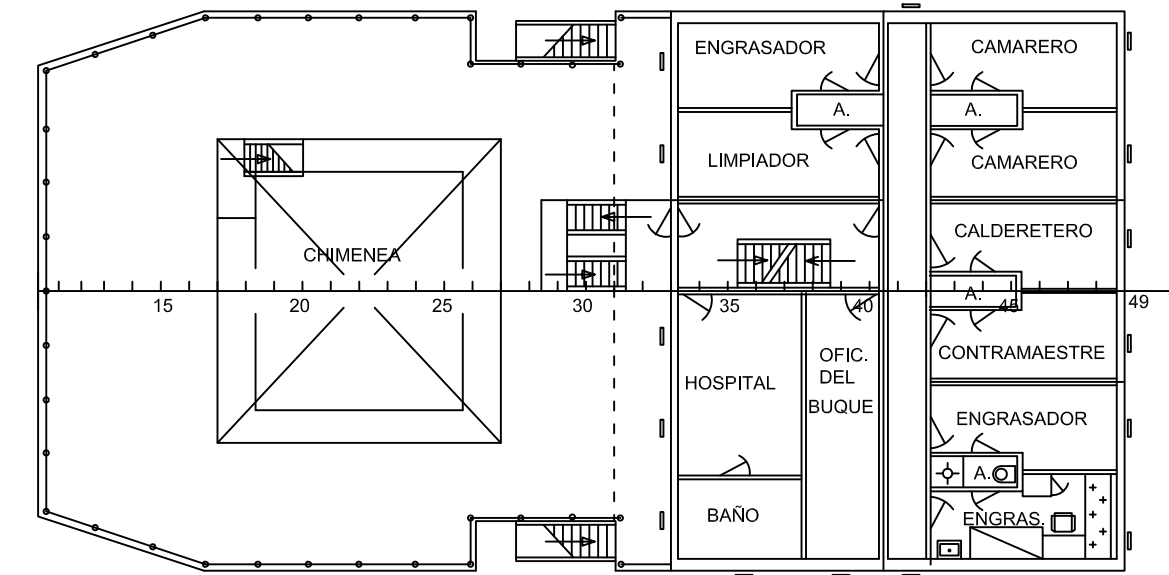 ENGRASADOR
CAMARERO
A.
A.
LIMPIADOR
CAMARERO
CALDERETERO
CHIMENEA
A.
15
20
25
30
35
40
45
49
HOSPITAL
OFIC.
DEL
BUQUE
CONTRAMAESTRE
ENGRASADOR
A.
BAÑO
ENGRAS.